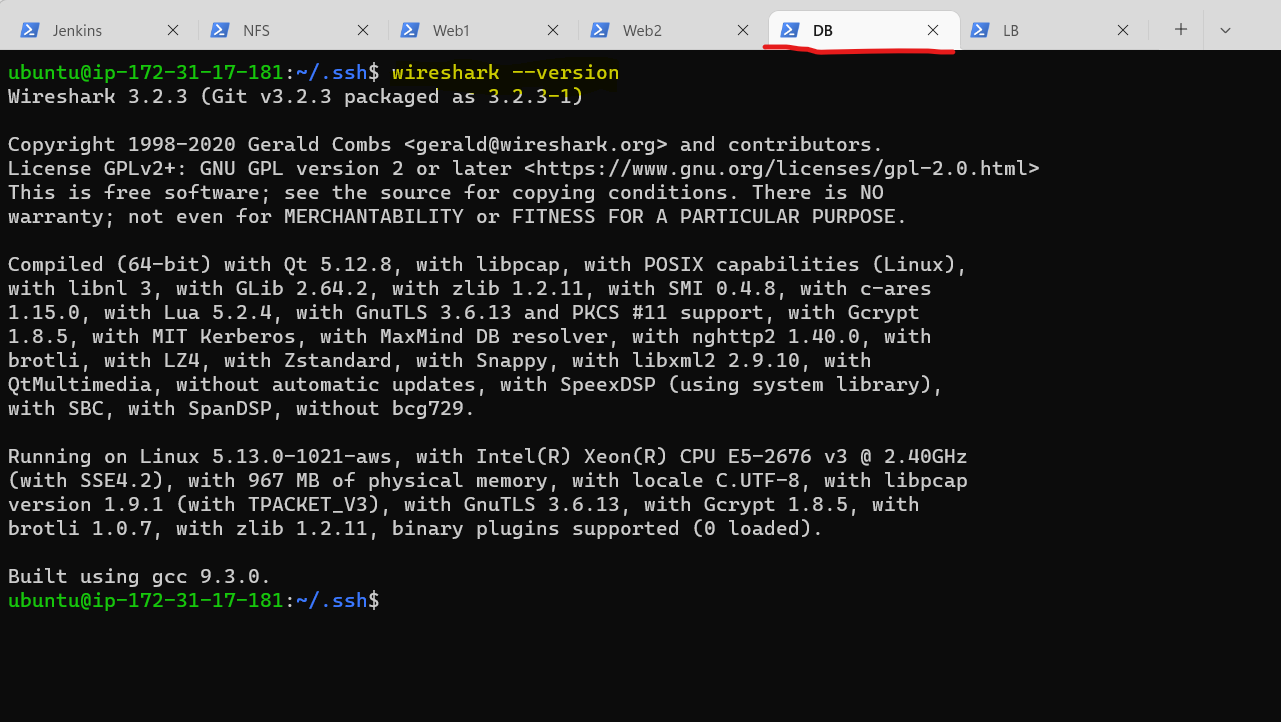 Jenkins NFS Web1 Web2 DB LB
ubuntu@ip-172-31-17-181:~/.ssh$ wireshark --version
Wireshark 3.2.3 (Git v3.2.3 packaged as 3.2.3-1)
Copyright 1998-2020 Gerald Combs <gerald@wireshark.org> and contributors.
License GPLv2+: GNU GPL version 2 or later <https://www.gnu.org/licenses/gpl-2.0.html>
This is free software; see the source for copying conditions. There is NO
warranty; not even for MERCHANTABILITY or FITNESS FOR A PARTICULAR PURPOSE.
Compiled (64-bit) with Qt 5.12.8, with libpcap, with POSIX capabilities (Linux),
with libnl 3, with GLib 2.64.2, with zlib 1.2.11, with SMI 0.4.8, with c-ares
1.15.0, with Lua 5.2.4, with GnuTLS 3.6.13 and PKCS #11 support, with Gcrypt
1.8.5, with MIT Kerberos, with MaxMind DB resolver, with nghttp2 1.40.0, with
brotli, with LZ4, with Zstandard, with Snappy, with libxml2 2.9.10, with
QtMultimedia, without automatic updates, with SpeexDSP (using system library),
with SBC, with SpanDSP, without bcg729.
Running on Linux 5.13.0-1021-aws, with Intel(R) Xeon(R) CPU E5-2676 v3 @ 2.40GHz
(with SSE4.2), with 967 MB of physical memory, with locale C.UTF-8, with libpcap
version 1.9.1 (with TPACKET_V3), with GnuTLS 3.6.13, with Gcrypt 1.8.5, with
brotli 1.0.7, with zlib 1.2.11, binary plugins supported (0 loaded).
Built using gcc 9.3.0.
ubuntu@ip-172-31-17-181:~/.ssh$